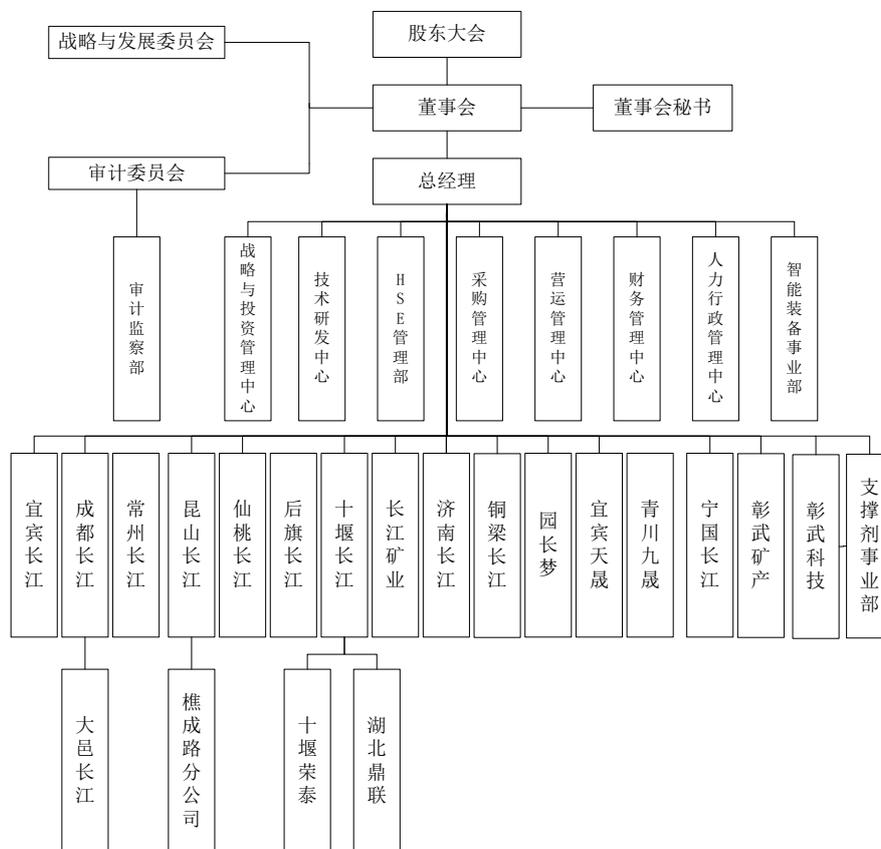 股东大会
战略与发展委员会
董事会
董事会秘书
审计委员会
总经理
审计监察部
战略与投资管理中心
技术研发中心
HSE管理部
采购管理中心
营运管理中心
财务管理中心
人力行政管理中心
智能装备事业部
宜宾长江
成都长江
常州长江
昆山长江
仙桃长江
后旗长江
十堰长江
长江矿业
济南长江
铜梁长江
园长梦
宜宾天晟
青川九晟
宁国长江
彰武矿产
彰武科技
支撑剂事业部
大邑长江
樵成路分公司
十堰荣泰
湖北鼎联